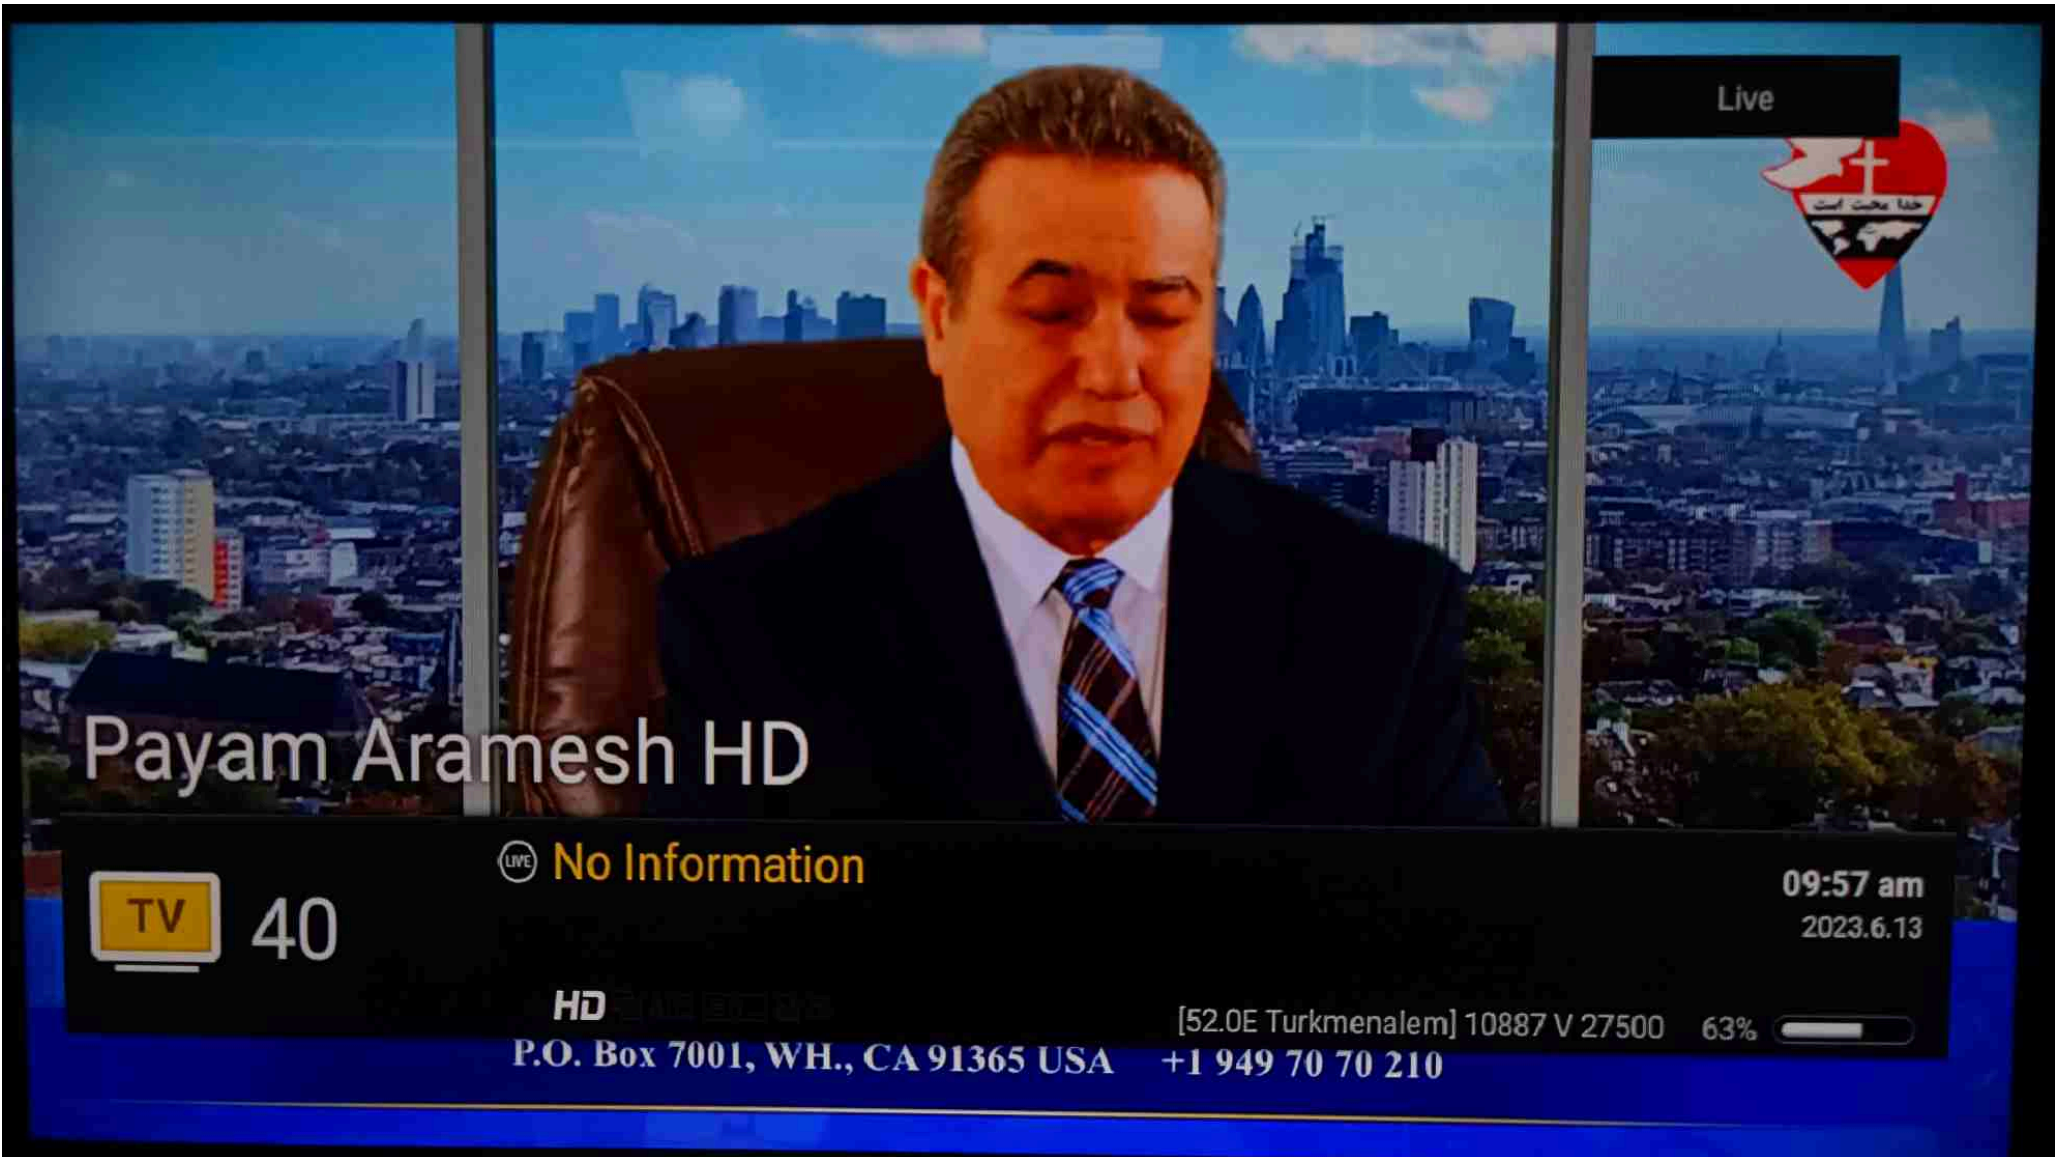 Live
خدا محبت است
Payam Aramesh HD
LIVE No Information
TV 40
09:57 am
2023.6.13
HD
[52.0E Turkmenalem] 10887 V 27500 63%
P.O. Box 7001, WH., CA 91365 USA +1 949 70 70 210